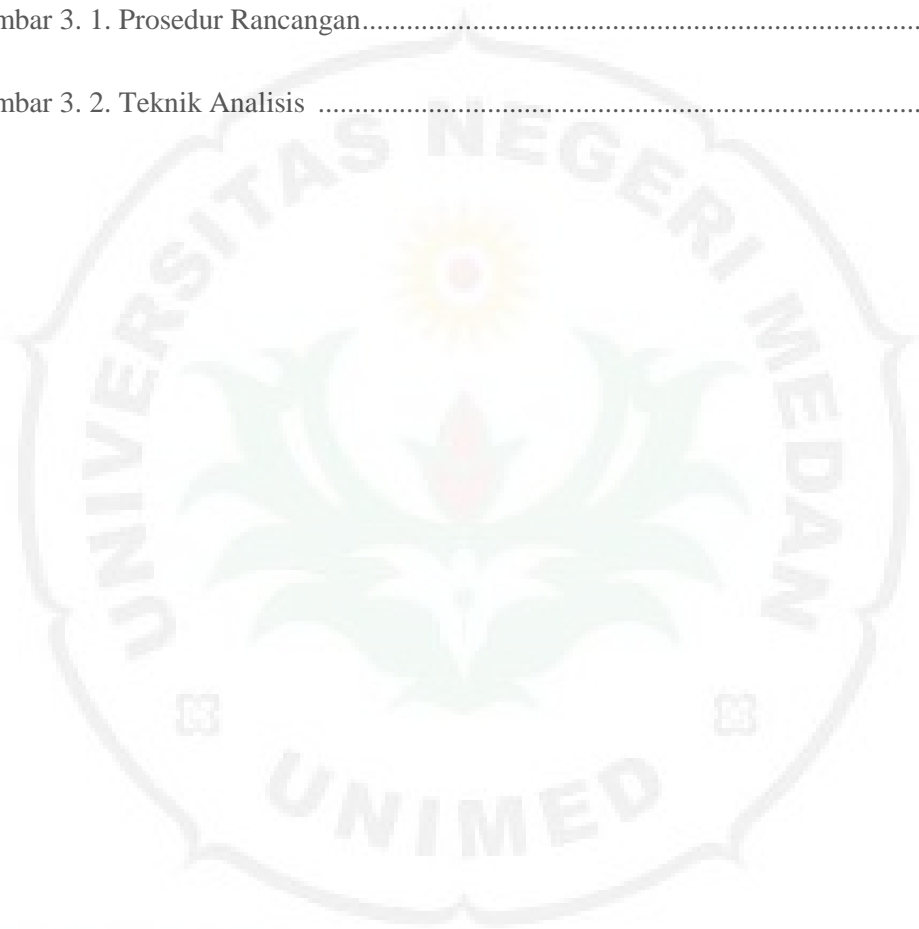 mbar 3. 1. Prosedur Rancangan..............................................................................
mbar 3. 2. Teknik Analisis ....................................................................................
UNIVERSITAS NEGERI MEDAN
UNIMED